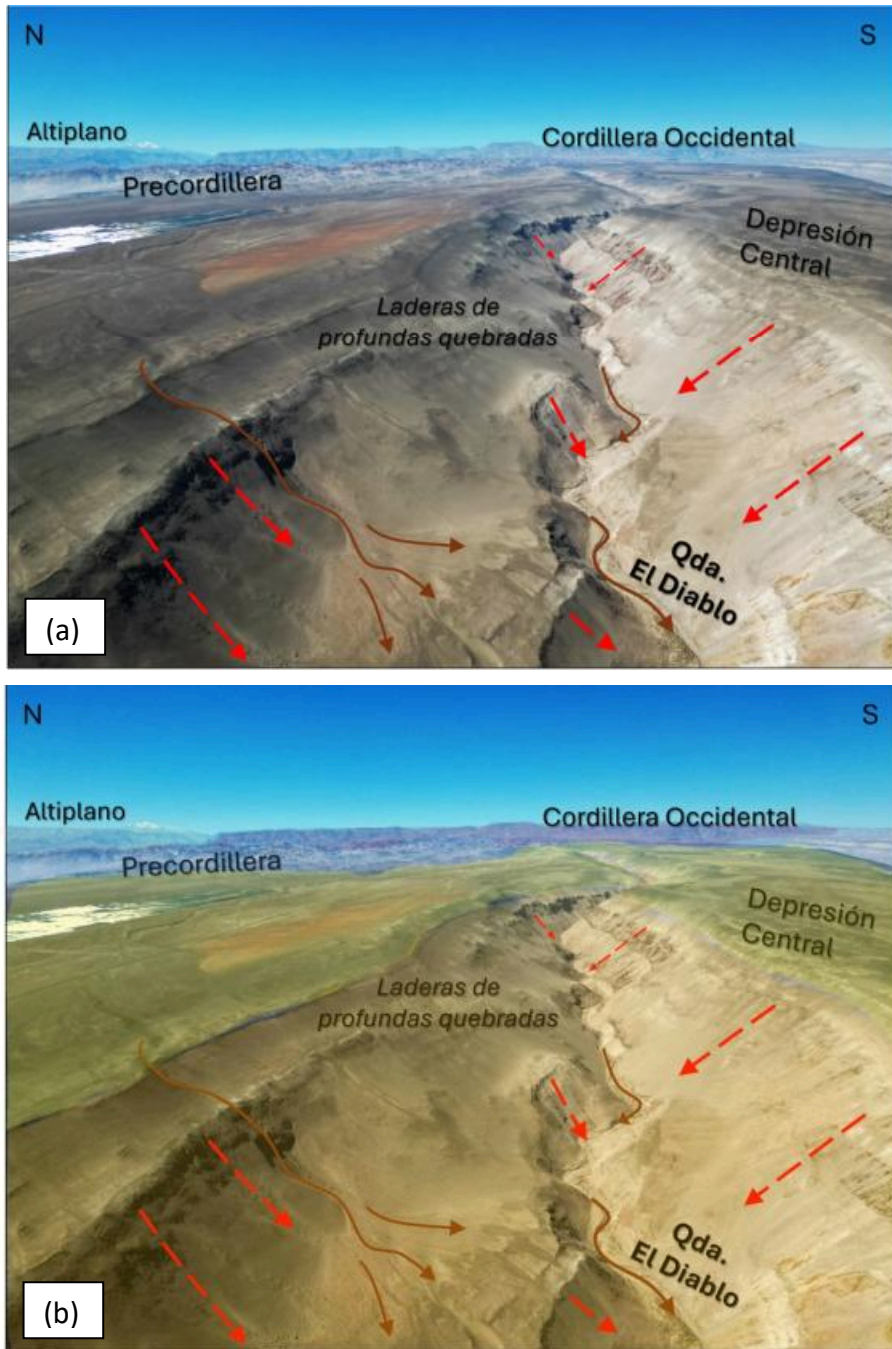 N
S
Altiplano
Cordillera Occidental
Precordillera
Depresión
Central
Laderas de
profundas quebradas
Qda.
El Diablo
(a)
N
S
Altiplano
Cordillera Occidental
Precordillera
Depresión
Central
Laderas de
profundas quebradas
Qda.
El Diablo
(b)